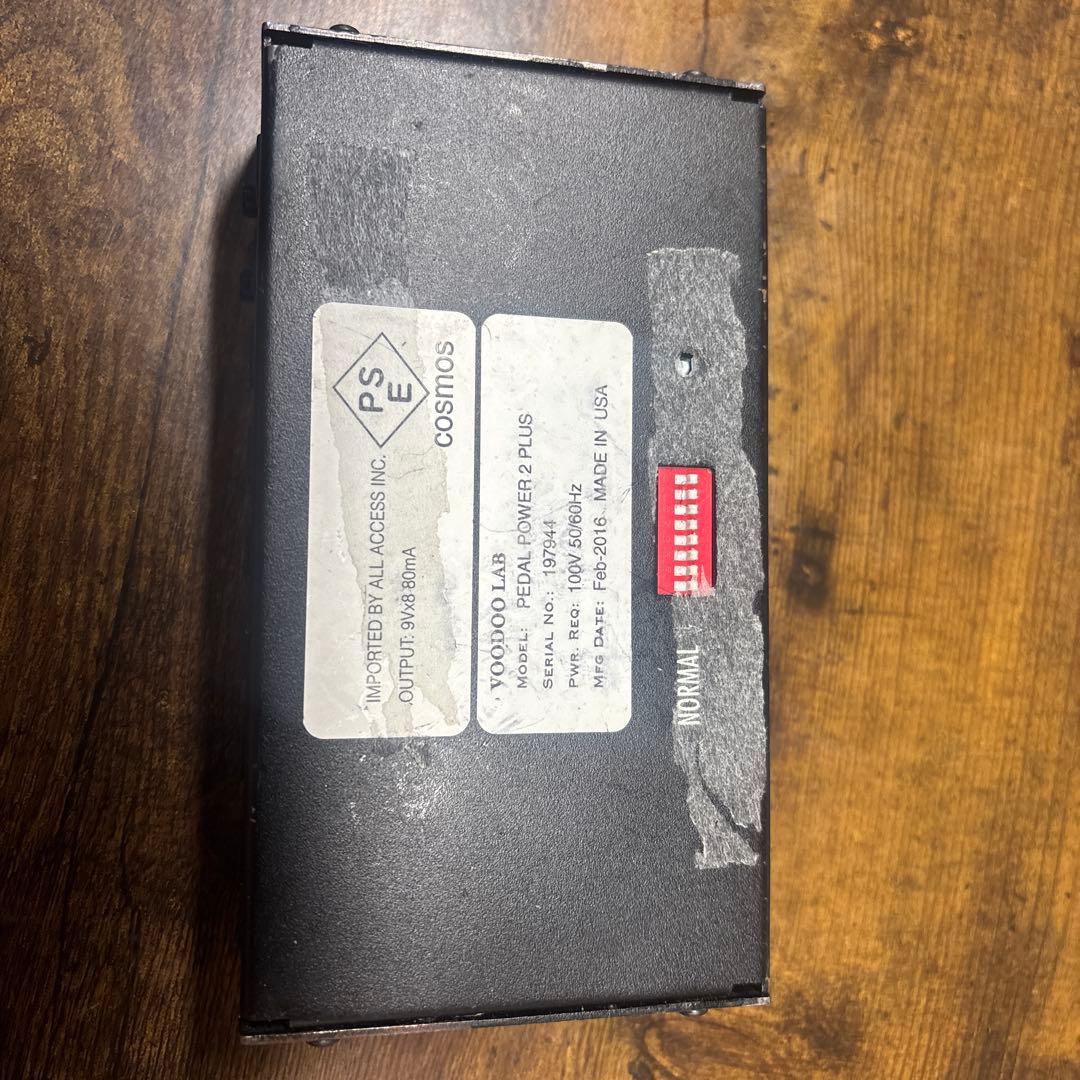 PS
E
cosmos
IMPORTED BY ALL ACCESS INC.
OUTPUT: 9Vx8 80mA
VOODOO LAB
MODEL: PEDAL POWER 2 PLUS
SERIAL NO.: 197944
PWR. REQ: 100V 50/60Hz
MFG DATE: Feb-2016 MADE IN USA
NORMAL